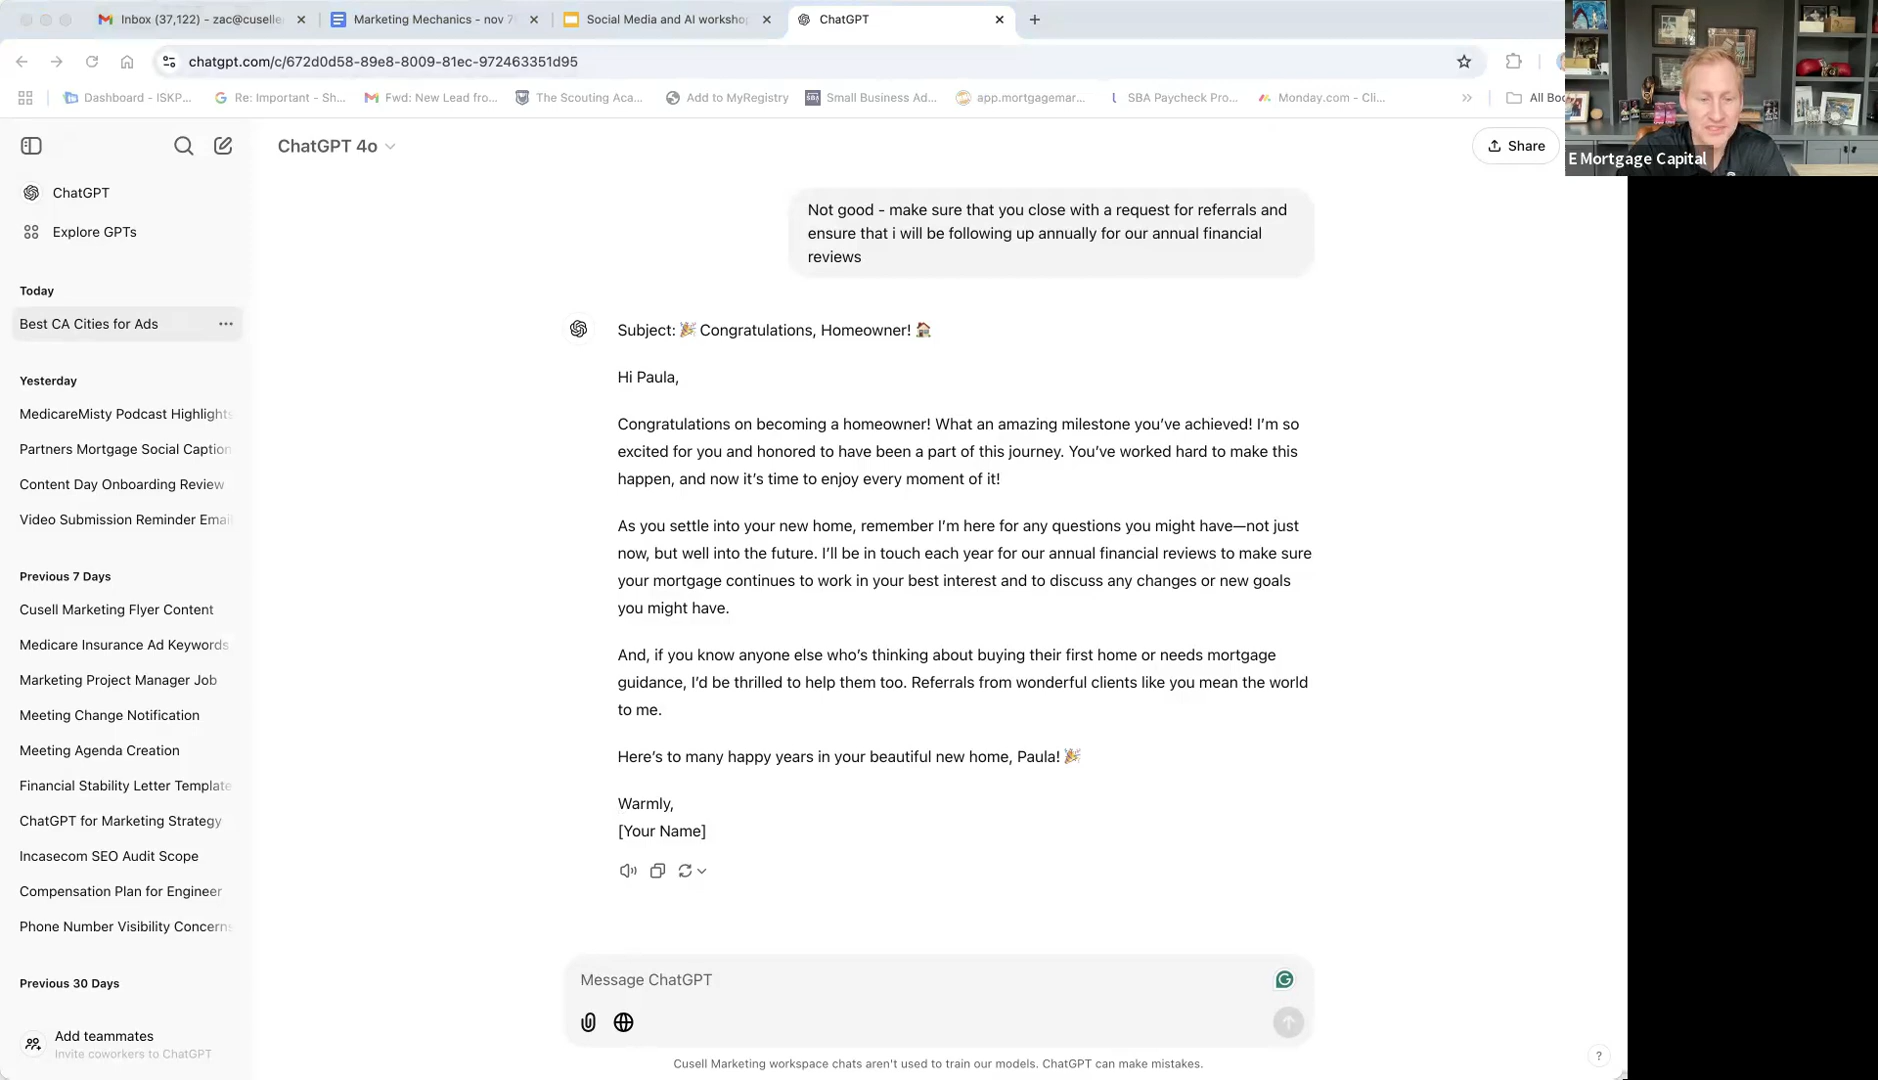 Inbox (37,122) - zac@cuselle
Marketing Mechanics - nov 7
Social Media and AI workshop
ChatGPT
chatgpt.com/c/672d0d58-89e8-8009-81ec-972463351d95
Dashboard - ISKP...
Re: Important - Sh...
Fwd: New Lead fro...
The Scouting Aca...
Add to MyRegistry
Small Business Ad...
app.mortgagemar...
SBA Paycheck Pro...
Monday.com - Cli...
All Boo
E Mortgage Capital
ChatGPT 4o
Share
ChatGPT
Explore GPTs
Today
Best CA Cities for Ads
Yesterday
MedicareMisty Podcast Highlights
Partners Mortgage Social Caption
Content Day Onboarding Review
Video Submission Reminder Emai
Previous 7 Days
Cusell Marketing Flyer Content
Medicare Insurance Ad Keywords
Marketing Project Manager Job
Meeting Change Notification
Meeting Agenda Creation
Financial Stability Letter Template
ChatGPT for Marketing Strategy
Incasecom SEO Audit Scope
Compensation Plan for Engineer
Phone Number Visibility Concerns
Previous 30 Days
Add teammates
Invite coworkers to ChatGPT
Not good - make sure that you close with a request for referrals and
ensure that i will be following up annually for our annual financial
reviews
Subject: 🎉 Congratulations, Homeowner! 🏠
Hi Paula,
Congratulations on becoming a homeowner! What an amazing milestone you’ve achieved! I’m so
excited for you and honored to have been a part of this journey. You’ve worked hard to make this
happen, and now it’s time to enjoy every moment of it!
As you settle into your new home, remember I’m here for any questions you might have—not just
now, but well into the future. I’ll be in touch each year for our annual financial reviews to make sure
your mortgage continues to work in your best interest and to discuss any changes or new goals
you might have.
And, if you know anyone else who’s thinking about buying their first home or needs mortgage
guidance, I’d be thrilled to help them too. Referrals from wonderful clients like you mean the world
to me.
Here’s to many happy years in your beautiful new home, Paula! 🎉
Warmly,
[Your Name]
Message ChatGPT
Cusell Marketing workspace chats aren't used to train our models. ChatGPT can make mistakes.
?